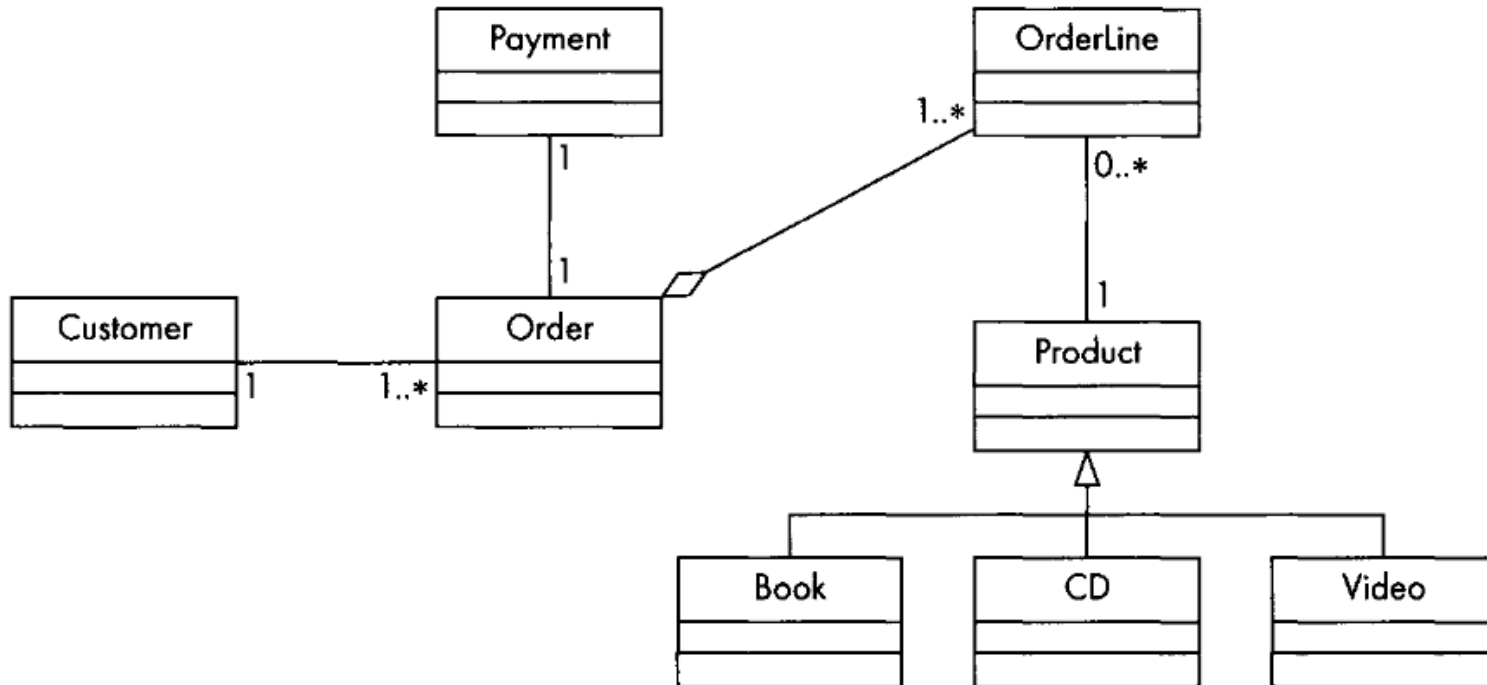 Payment
OrderLine
1..*
1
0..*
1
1
Customer
Order
Product
1
1..*
Book
CD
Video